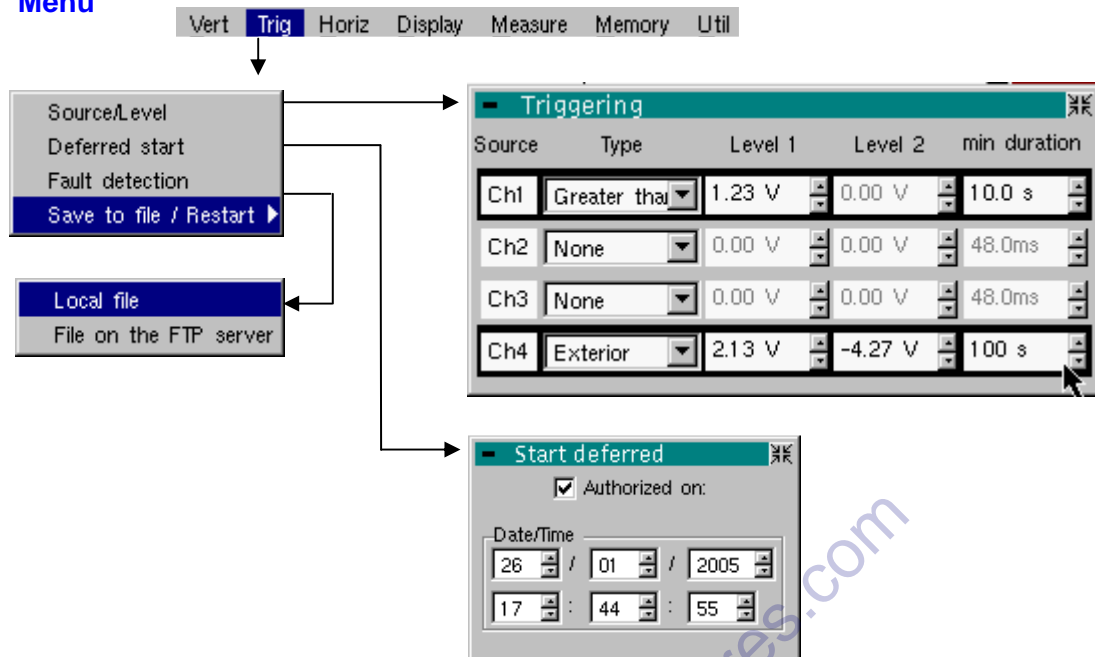 Menu
Vert Trig Horiz Display Measure Memory Util
Source/Level
Deferred start
Fault detection
Save to file / Restart
Local file
File on the FTP server
Triggering
Source Type Level 1 Level 2 min duration
Ch1 Greater tha 1.23 V 0.00 V 10.0 s
Ch2 None 0.00 V 0.00 V 48.0ms
Ch3 None 0.00 V 0.00 V 48.0ms
Ch4 Exterior 2.13 V -4.27 V 100 s
Start deferred
Authorized on:
Date/Time
26 / 01 / 2005
17 : 44 : 55
res.com